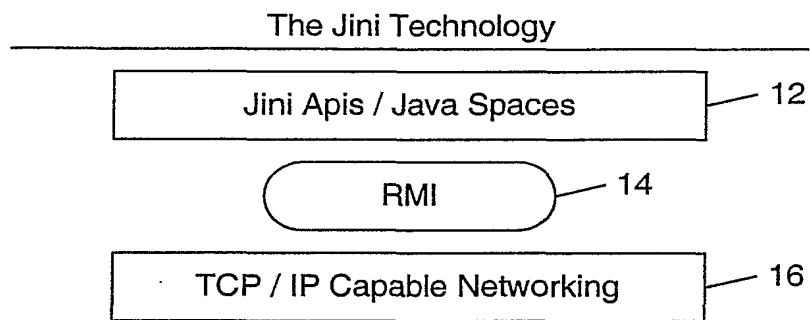 The Jini Technology
Jini Apis / Java Spaces
12
RMI
14
TCP / IP Capable Networking
16